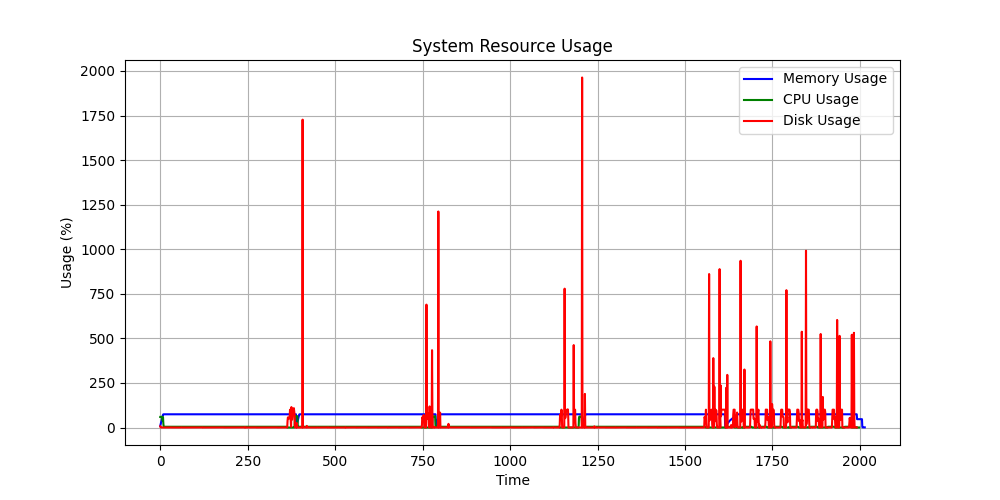 System Resource Usage
2000
1750
1500
1250
1000
750
500
250
0
Usage (%)
Memory Usage
CPU Usage
Disk Usage
0 250 500 750 1000 1250 1500 1750 2000
Time